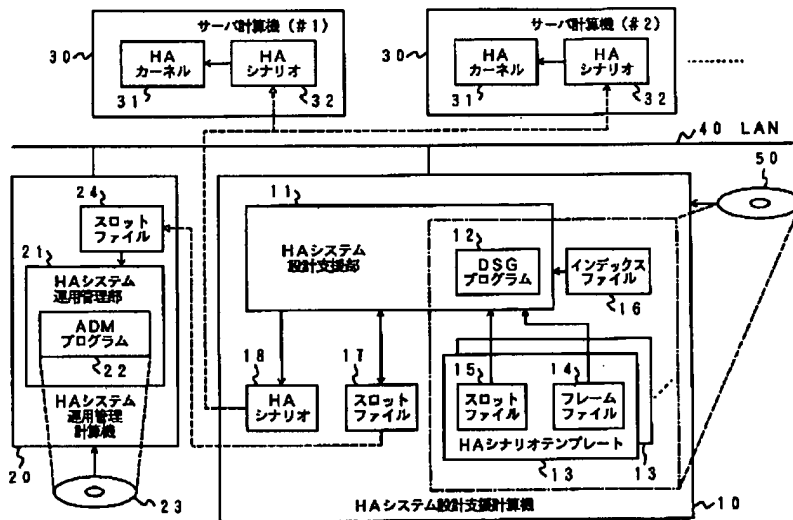 サーバ計算機(#1)
30
HA
カーネル
HA
シナリオ
31
32
サーバ計算機(#2)
30
HA
カーネル
HA
シナリオ
31
32
40 LAN
24
スロット
ファイル
21
HAシステム
運用管理部
ADM
プログラム
22
HAシステム
運用管理
計算機
20
23
11
HAシステム
設計支援部
12
DSG
プログラム
インデックス
ファイル
16
50
18
HA
シナリオ
17
スロット
ファイル
15
スロット
ファイル
14
フレーム
ファイル
HAシナリオテンプレート
13
13
HAシステム設計支援計算機
10